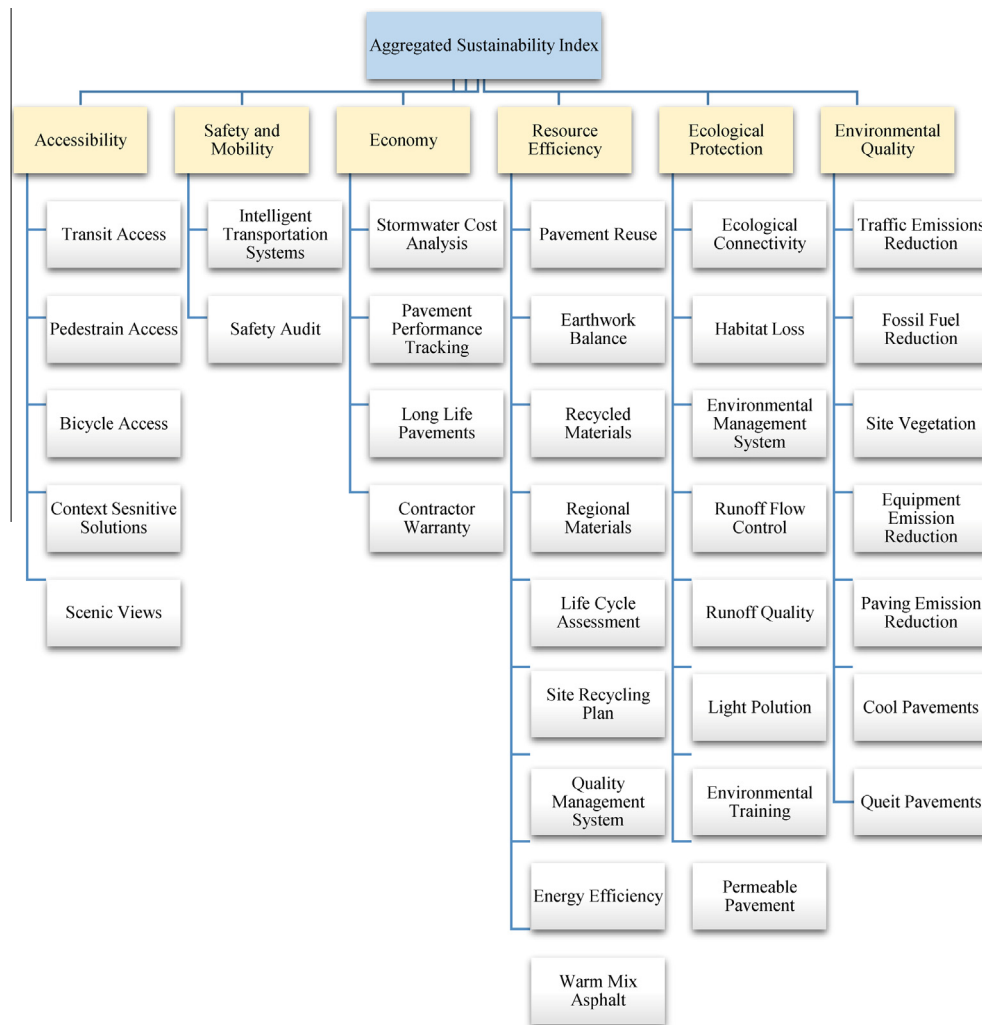 Aggregated Sustainability Index
Accessibility
Safety and
Mobility
Economy
Resource
Efficiency
Ecological
Protection
Environmental
Quality
Transit Access
Pedestrain Access
Bicycle Access
Context Sesnitive
Solutions
Scenic Views
Intelligent
Transportation
Systems
Safety Audit
Stormwater Cost
Analysis
Pavement
Performance
Tracking
Long Life
Pavements
Contractor
Warranty
Pavement Reuse
Earthwork
Balance
Recycled
Materials
Regional
Materials
Life Cycle
Assessment
Site Recycling
Plan
Quality
Management
System
Energy Efficiency
Warm Mix
Asphalt
Ecological
Connectivity
Habitat Loss
Environmental
Management
System
Runoff Flow
Control
Runoff Quality
Light Polution
Environmental
Training
Permeable
Pavement
Traffic Emissions
Reduction
Fossil Fuel
Reduction
Site Vegetation
Equipment
Emission
Reduction
Paving Emission
Reduction
Cool Pavements
Queit Pavements